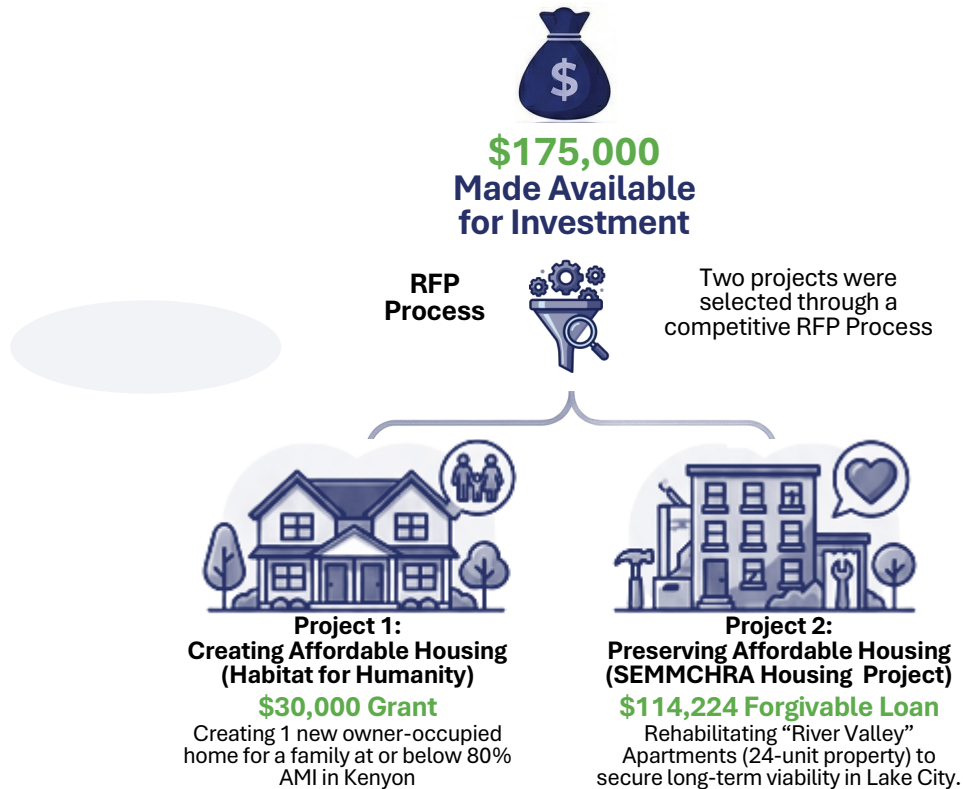 $
$175,000
Made Available
for Investment
RFP
Process
Two projects were
selected through a
competitive RFP Process
Project 1:
Creating Affordable Housing
(Habitat for Humanity)
$30,000 Grant
Creating 1 new owner-occupied
home for a family at or below 80%
AMI in Kenyon
Project 2:
Preserving Affordable Housing
(SEMMCHRA Housing Project)
$114,224 Forgivable Loan
Rehabilitating “River Valley”
Apartments (24-unit property) to
secure long-term viability in Lake City.